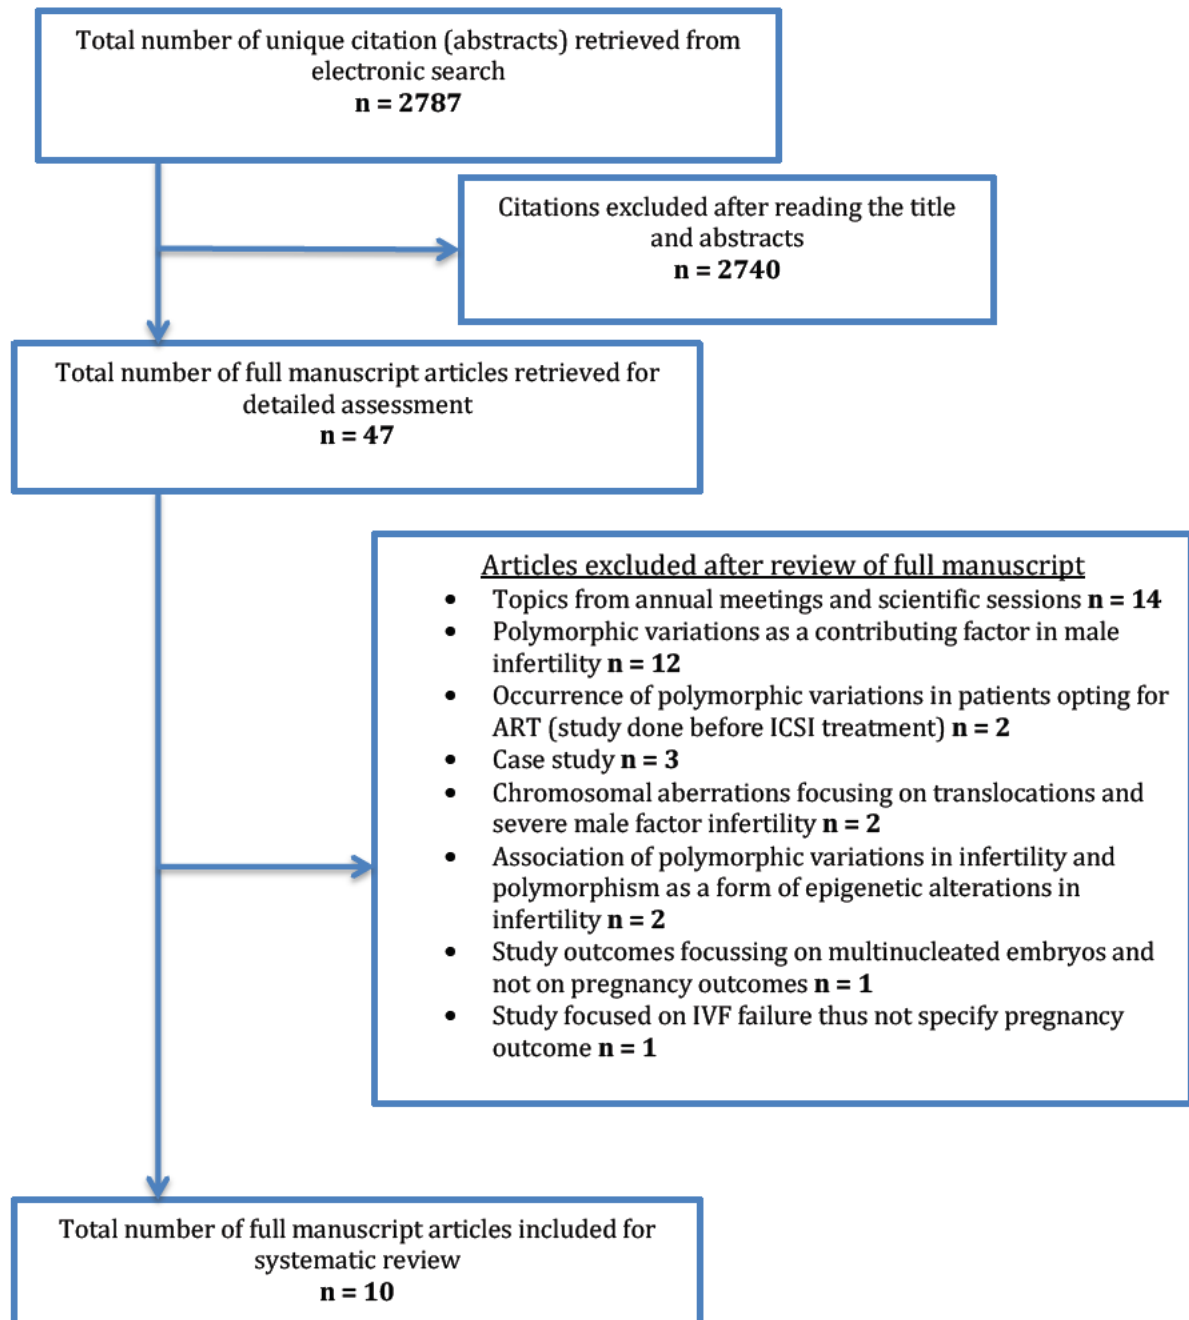 Total number of unique citation (abstracts) retrieved from
electronic search
n = 2787
Citations excluded after reading the title
and abstracts
n = 2740
Total number of full manuscript articles retrieved for
detailed assessment
n = 47
Articles excluded after review of full manuscript
• Topics from annual meetings and scientific sessions n = 14
• Polymorphic variations as a contributing factor in male
infertility n = 12
• Occurrence of polymorphic variations in patients opting for
ART (study done before ICSI treatment) n = 2
• Case study n = 3
• Chromosomal aberrations focusing on translocations and
severe male factor infertility n = 2
• Association of polymorphic variations in infertility and
polymorphism as a form of epigenetic alterations in
infertility n = 2
• Study outcomes focussing on multinucleated embryos and
not on pregnancy outcomes n = 1
• Study focused on IVF failure thus not specify pregnancy
outcome n = 1
Total number of full manuscript articles included for
systematic review
n = 10